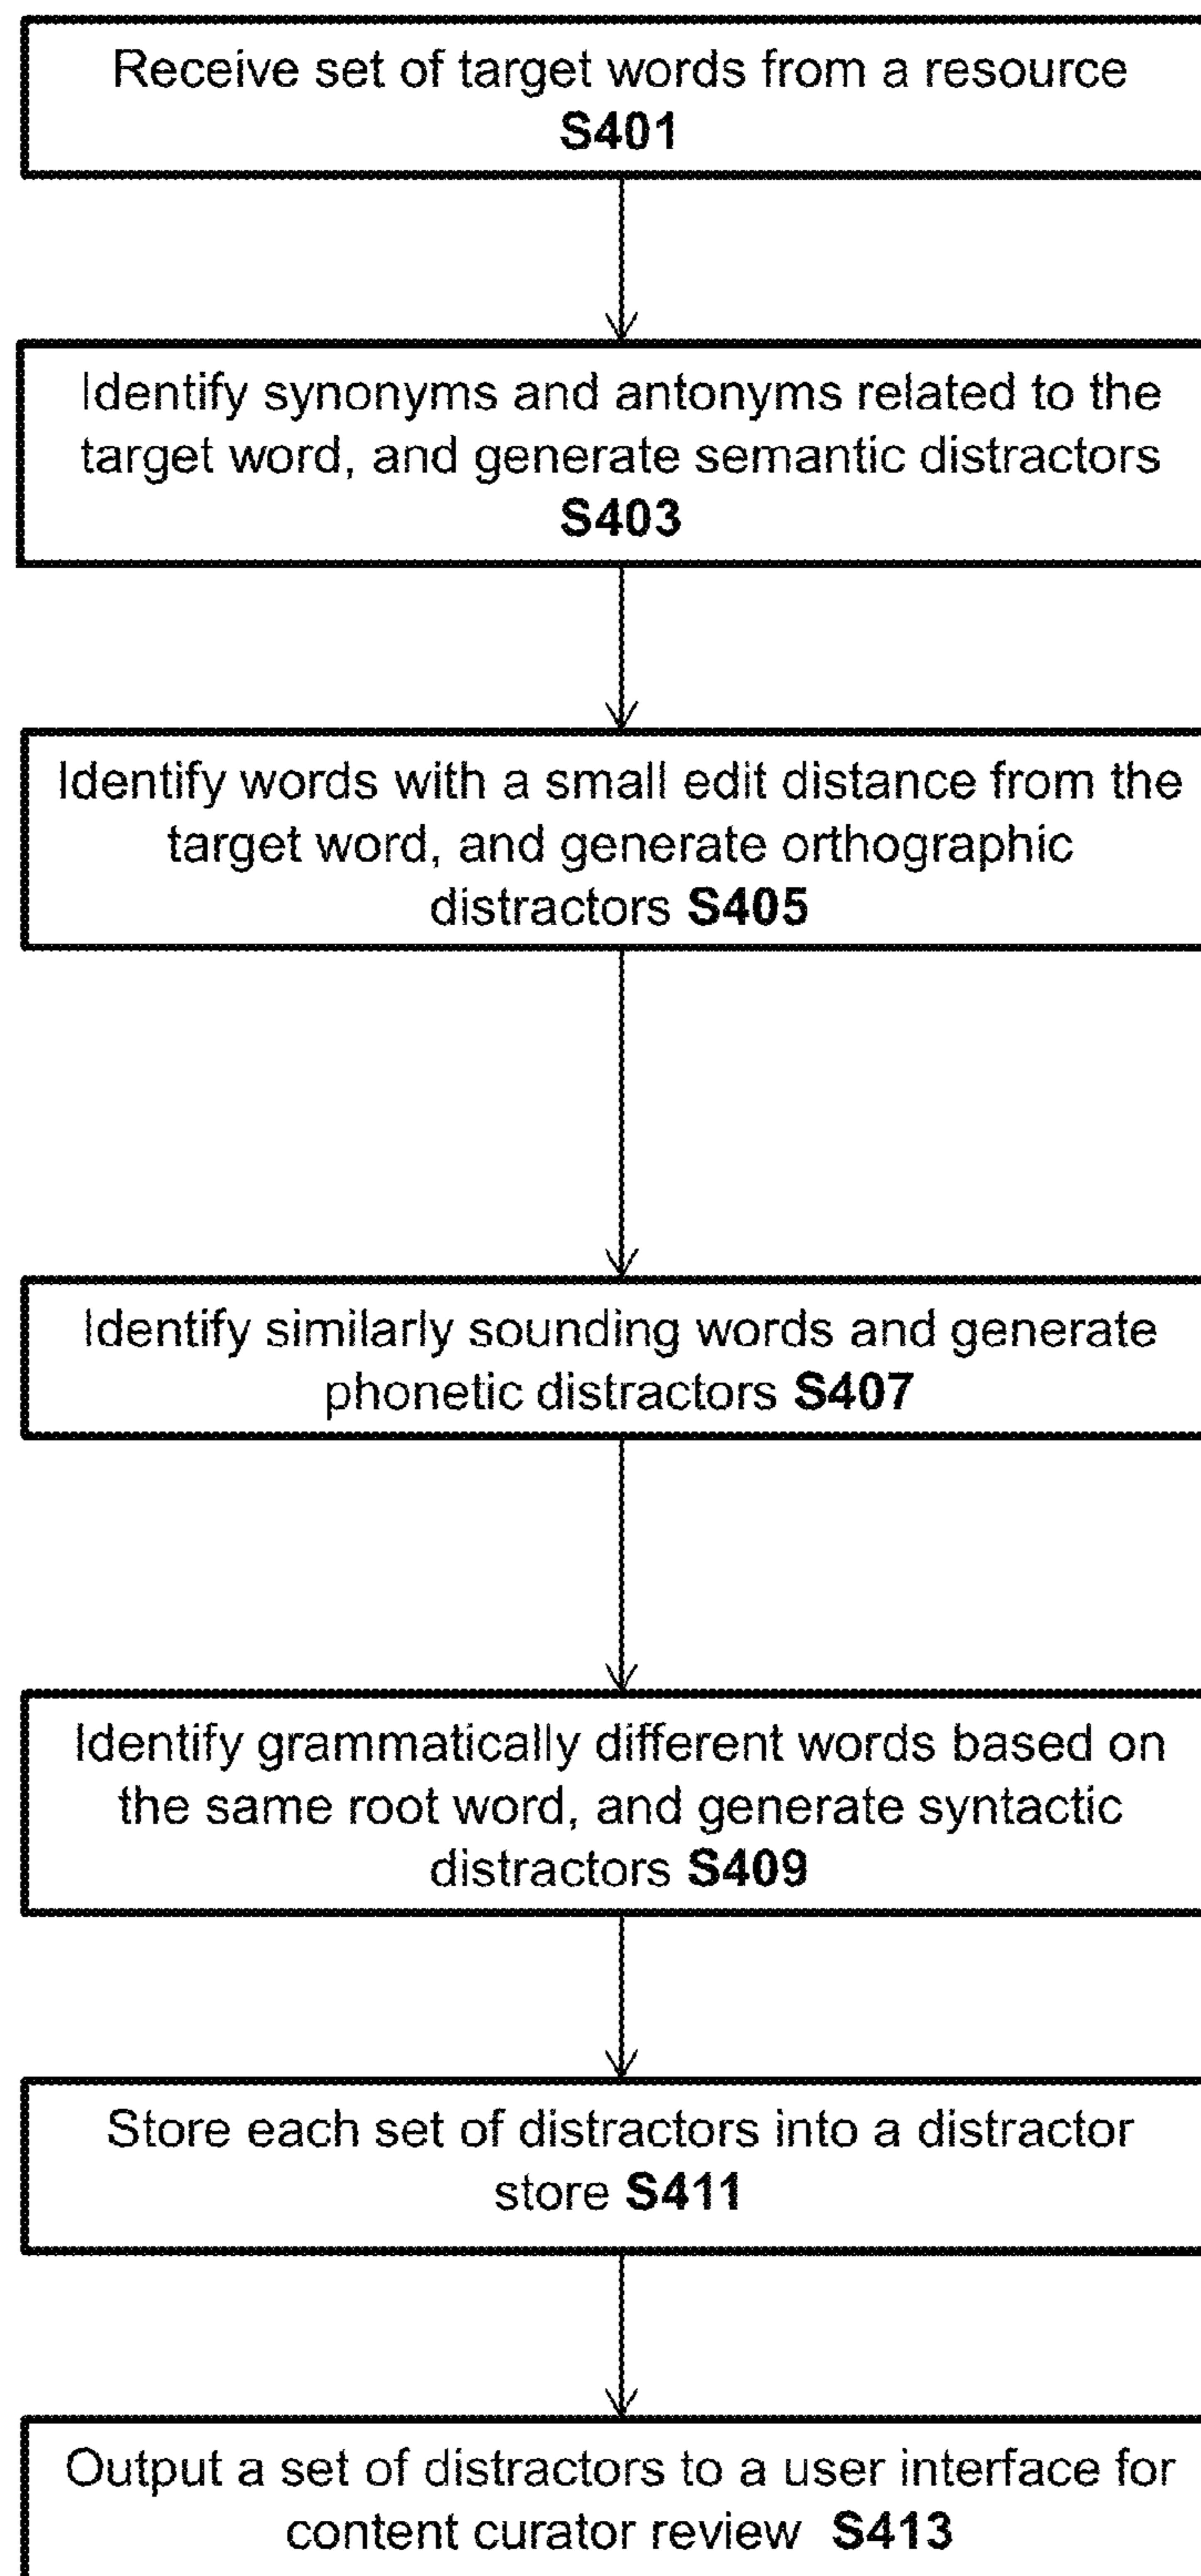 Receive set of target words from a resource
S401
Identify synonyms and antonyms related to the
target word, and generate semantic distractors
S403
Identify words with a small edit distance from the
target word, and generate orthographic
distractors S405
Identify similarly sounding words and generate
phonetic distractors S407
Identify grammatically different words based on
the same root word, and generate syntactic
distractors S409
Store each set of distractors into a distractor
store S411
Output a set of distractors to a user interface for
content curator review S413